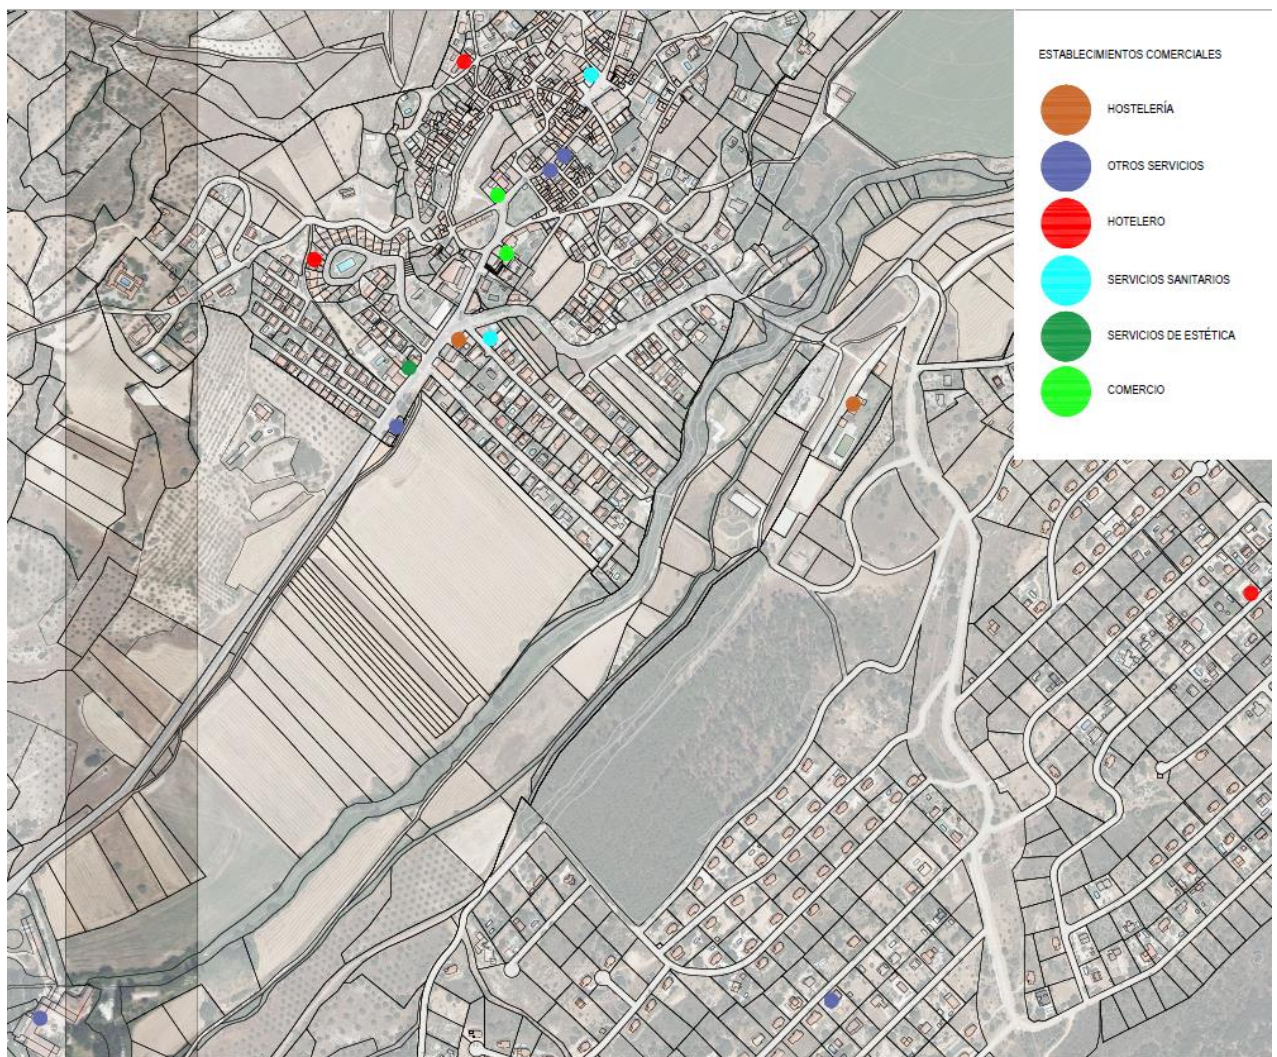 ESTABLECIMIENTOS COMERCIALES
HOSTELERÍA
OTROS SERVICIOS
HOTELERO
SERVICIOS SANITARIOS
SERVICIOS DE ESTÉTICA
COMERCIO